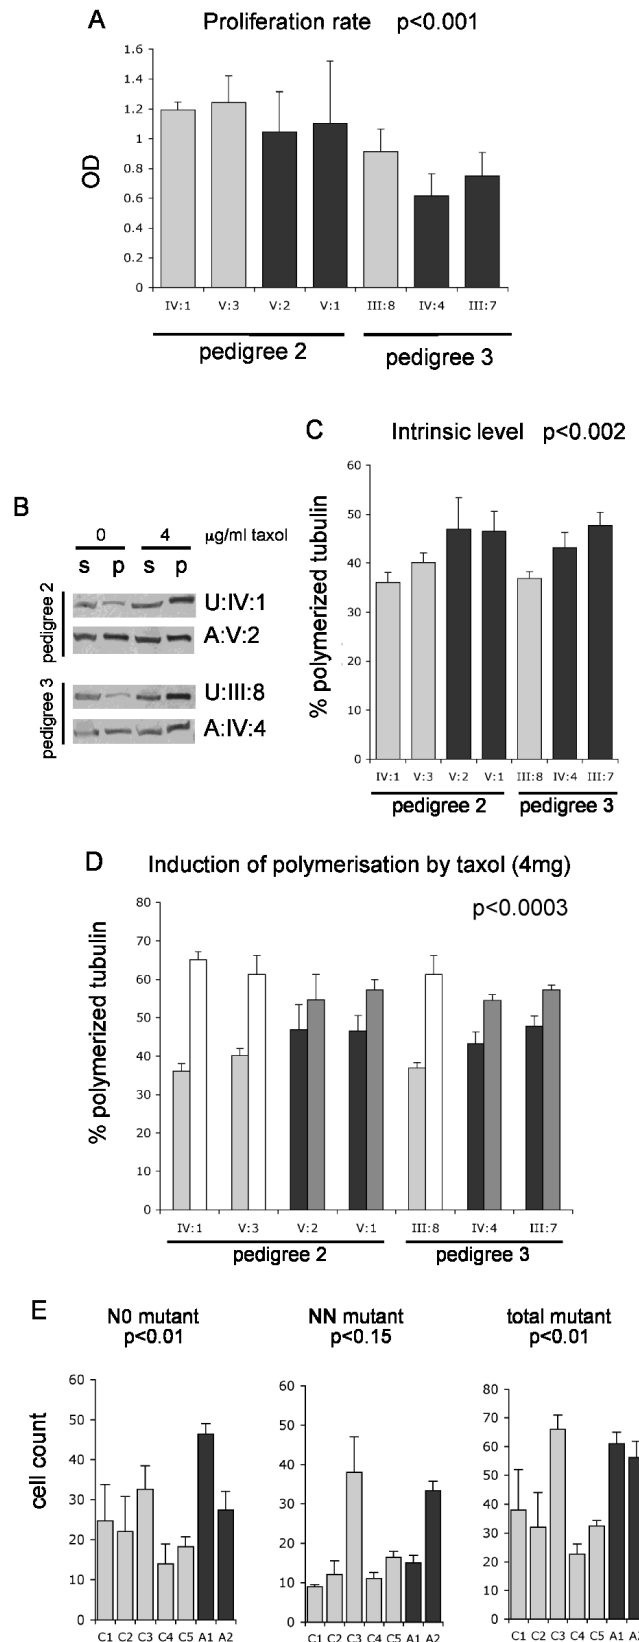 A
Proliferation rate p<0.001
OD
1.6
1.4
1.2
1
0.8
0.6
0.4
0.2
0
IV:1 V:3 V:2 V:1 III:8 IV:4 III:7
pedigree 2 pedigree 3
B
0 4 μg/ml taxol
s p s p
pedigree 2
U:IV:1
A:V:2
pedigree 3
U:III:8
A:IV:4
C
Intrinsic level p<0.002
% polymerized tubulin
60
50
40
30
20
10
0
IV:1 V:3 V:2 V:1 III:8 IV:4 III:7
pedigree 2 pedigree 3
D
Induction of polymerisation by taxol (4mg)
p<0.0003
% polymerized tubulin
80
70
60
50
40
30
20
10
0
IV:1 V:3 V:2 V:1 III:8 IV:4 III:7
pedigree 2 pedigree 3
E
N0 mutant
p<0.01
cell count
60
50
40
30
20
10
0
C1 C2 C3 C4 C5 A1 A2
NN mutant
p<0.15
60
50
40
30
20
10
0
C1 C2 C3 C4 C5 A1 A2
total mutant
p<0.01
80
70
60
50
40
30
20
10
0
C1 C2 C3 C4 C5 A1 A2